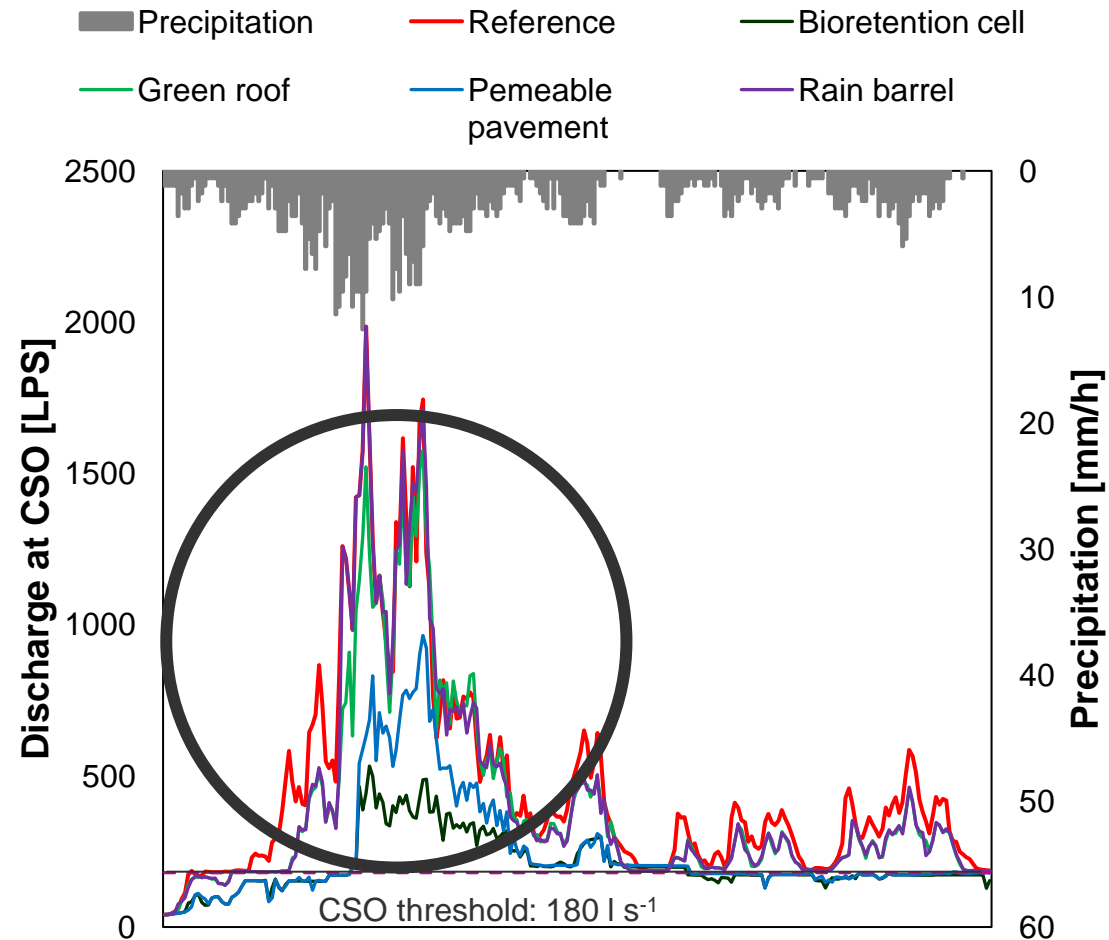 Precipitation
Reference
Bioretention cell
Green roof
Pemeable
pavement
Rain barrel
2500
2000
1500
1000
500
0
Discharge at CSO [LPS]
0
10
20
30
40
50
60
Precipitation [mm/h]
CSO threshold: 180 l s⁻¹